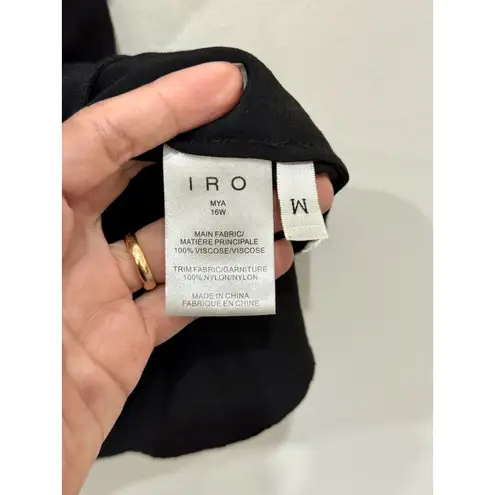 IRO
MYA
16W
MAIN FABRIC/
MATIÈRE PRINCIPALE
100% VISCOSE/VISCOSE
TRIM FABRIC/GARNITURE
100% NYLON/NYLON
MADE IN CHINA
FABRIQUE EN CHINE
M